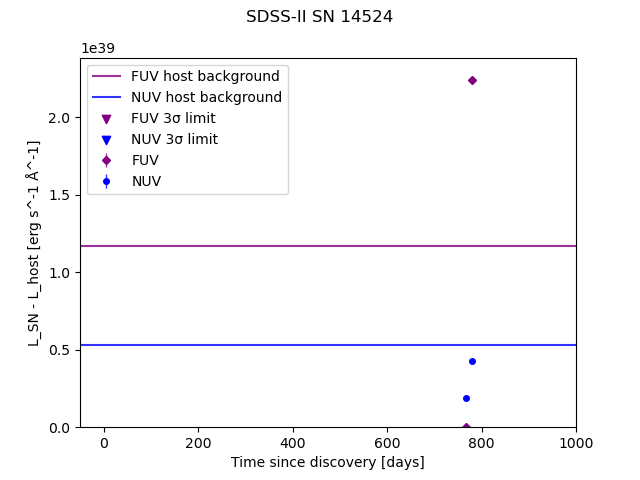 SDSS-II SN 14524
1e39
FUV host background
NUV host background
FUV 3σ limit
NUV 3σ limit
FUV
NUV
2.0
1.5
1.0
0.5
0.0
L_SN - L_host [erg s^-1 Å^-1]
0 200 400 600 800 1000
Time since discovery [days]